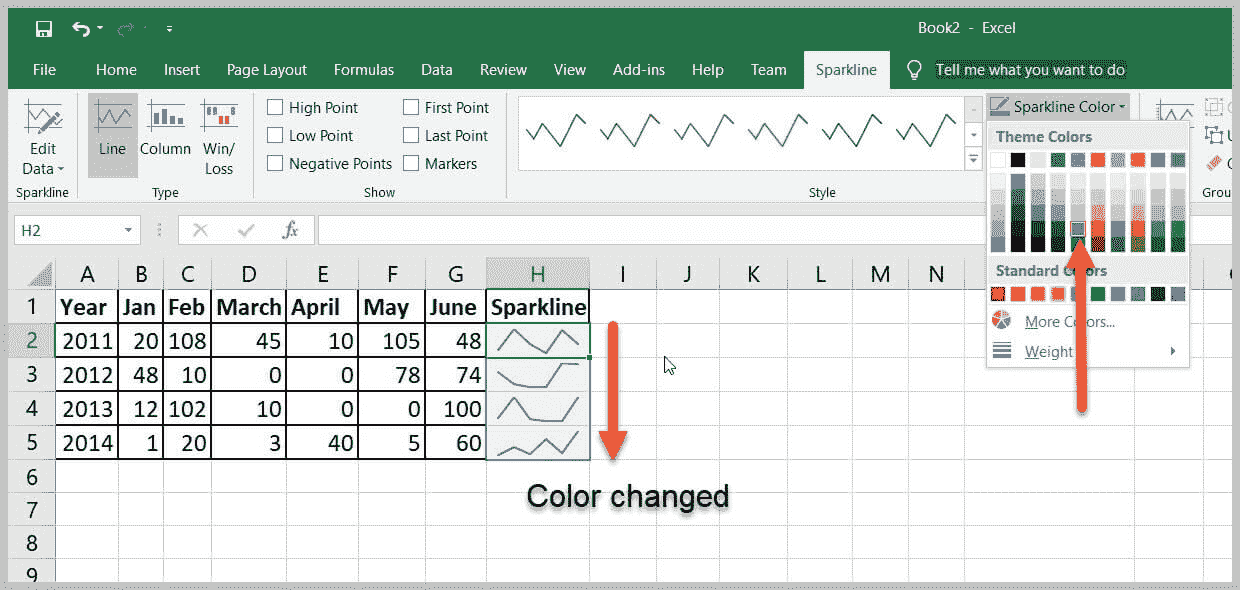 Book2 - Excel
File Home Insert Page Layout Formulas Data Review View Add-ins Help Team Sparkline Tell me what you want to do
Edit Data
Line
Column
Win/ Loss
High Point
Low Point
Negative Points
First Point
Last Point
Markers
Sparkline Color
Sparkline
Type
Show
Style
Grou
Theme Colors
Standard Colors
More Colors...
Weight
H2
fx
A B C D E F G H I J K L M N
1 Year Jan Feb March April May June Sparkline
2 2011 20 108 45 10 105 48
3 2012 48 10 0 0 78 74
4 2013 12 102 10 0 0 100
5 2014 1 20 3 40 5 60
6
7
8
9
Color changed